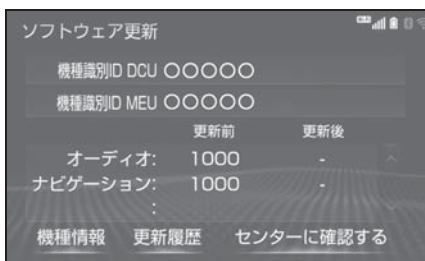 ソフトウェア更新
機種識別ID DCU ○○○○○
機種識別ID MEU ○○○○○
更新前 更新後
オーディオ: 1000 -
ナビゲーション: 1000 -
:
機種情報 更新履歴 センターに確認する